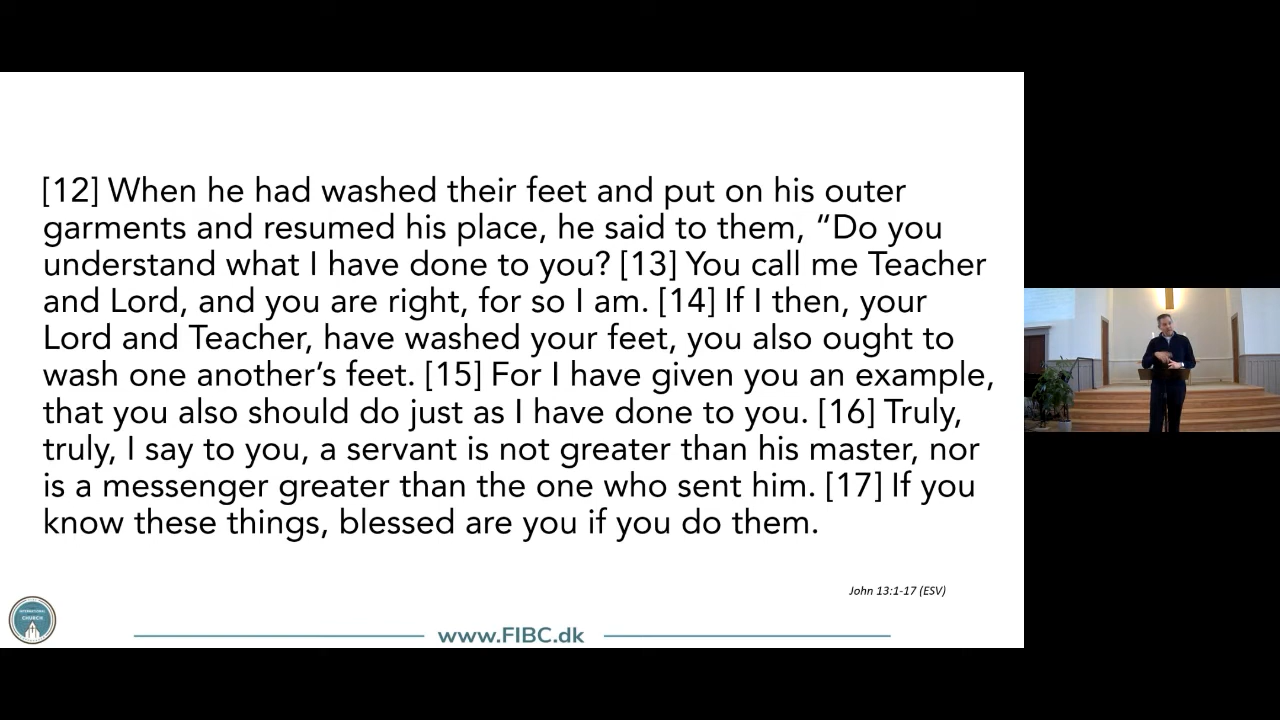 [12] When he had washed their feet and put on his outer
garments and resumed his place, he said to them, “Do you
understand what I have done to you? [13] You call me Teacher
and Lord, and you are right, for so I am. [14] If I then, your
Lord and Teacher, have washed your feet, you also ought to
wash one another’s feet. [15] For I have given you an example,
that you also should do just as I have done to you. [16] Truly,
truly, I say to you, a servant is not greater than his master, nor
is a messenger greater than the one who sent him. [17] If you
know these things, blessed are you if you do them.
John 13:1-17 (ESV)
INTERNATIONAL
CHURCH
www.FIBC.dk